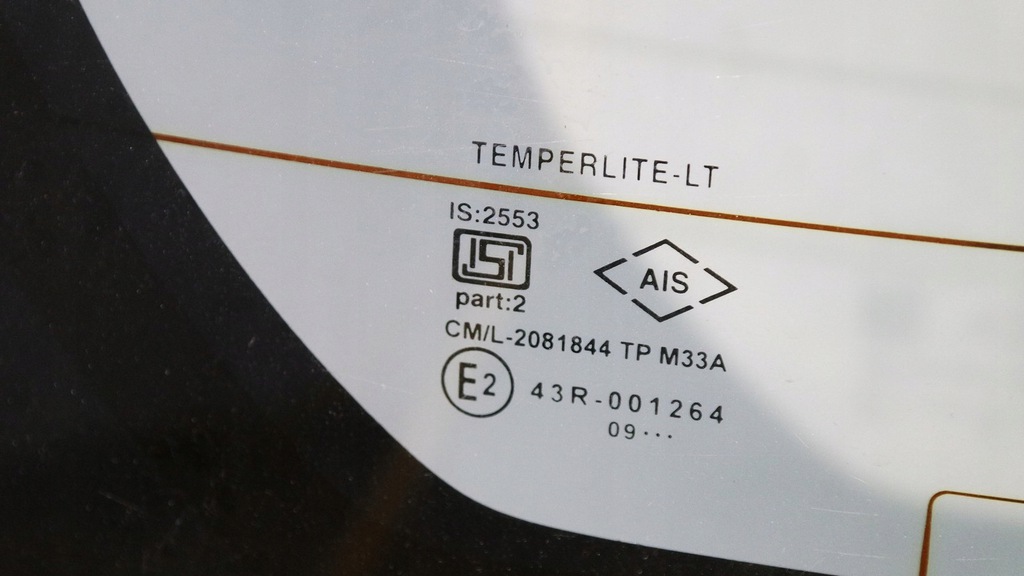 TEMPERLITE-LT
IS:2553
ISI
part:2
AIS
CM/L-2081844 TP M33A
E2 43R-001264
09...